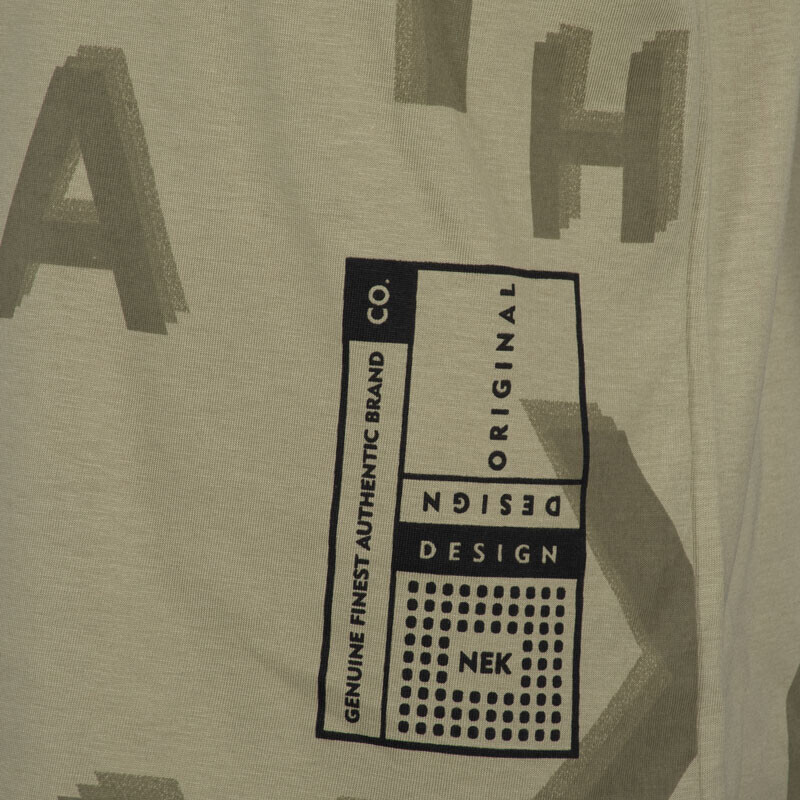 A
H
CO.
GENUINE FINEST AUTHENTIC BRAND
ORIGINAL
DESIGN
DESIGN
NEK